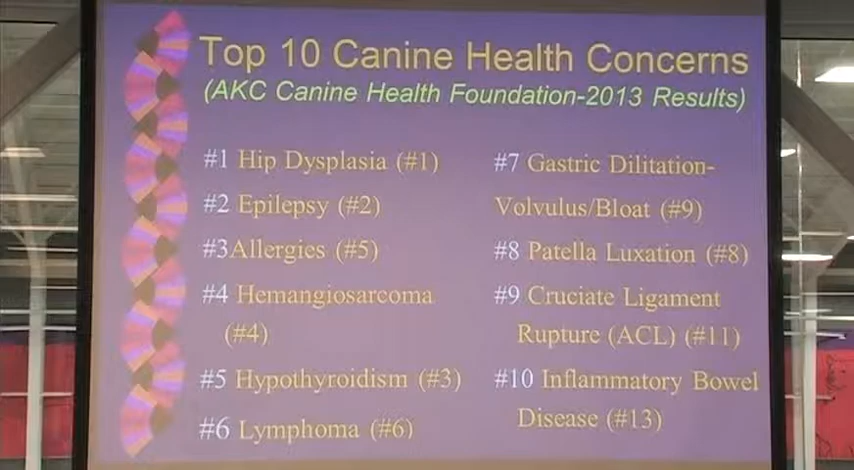 Top 10 Canine Health Concerns
(AKC Canine Health Foundation-2013 Results)
#1 Hip Dysplasia (#1)
#2 Epilepsy (#2)
#3Allergies (#5)
#4 Hemangiosarcoma
(#4)
#5 Hypothyroidism (#3)
#6 Lymphoma (#6)
#7 Gastric Dilitation-
Volvulus/Bloat (#9)
#8 Patella Luxation (#8)
#9 Cruciate Ligament
Rupture (ACL) (#11)
#10 Inflammatory Bowel
Disease (#13)